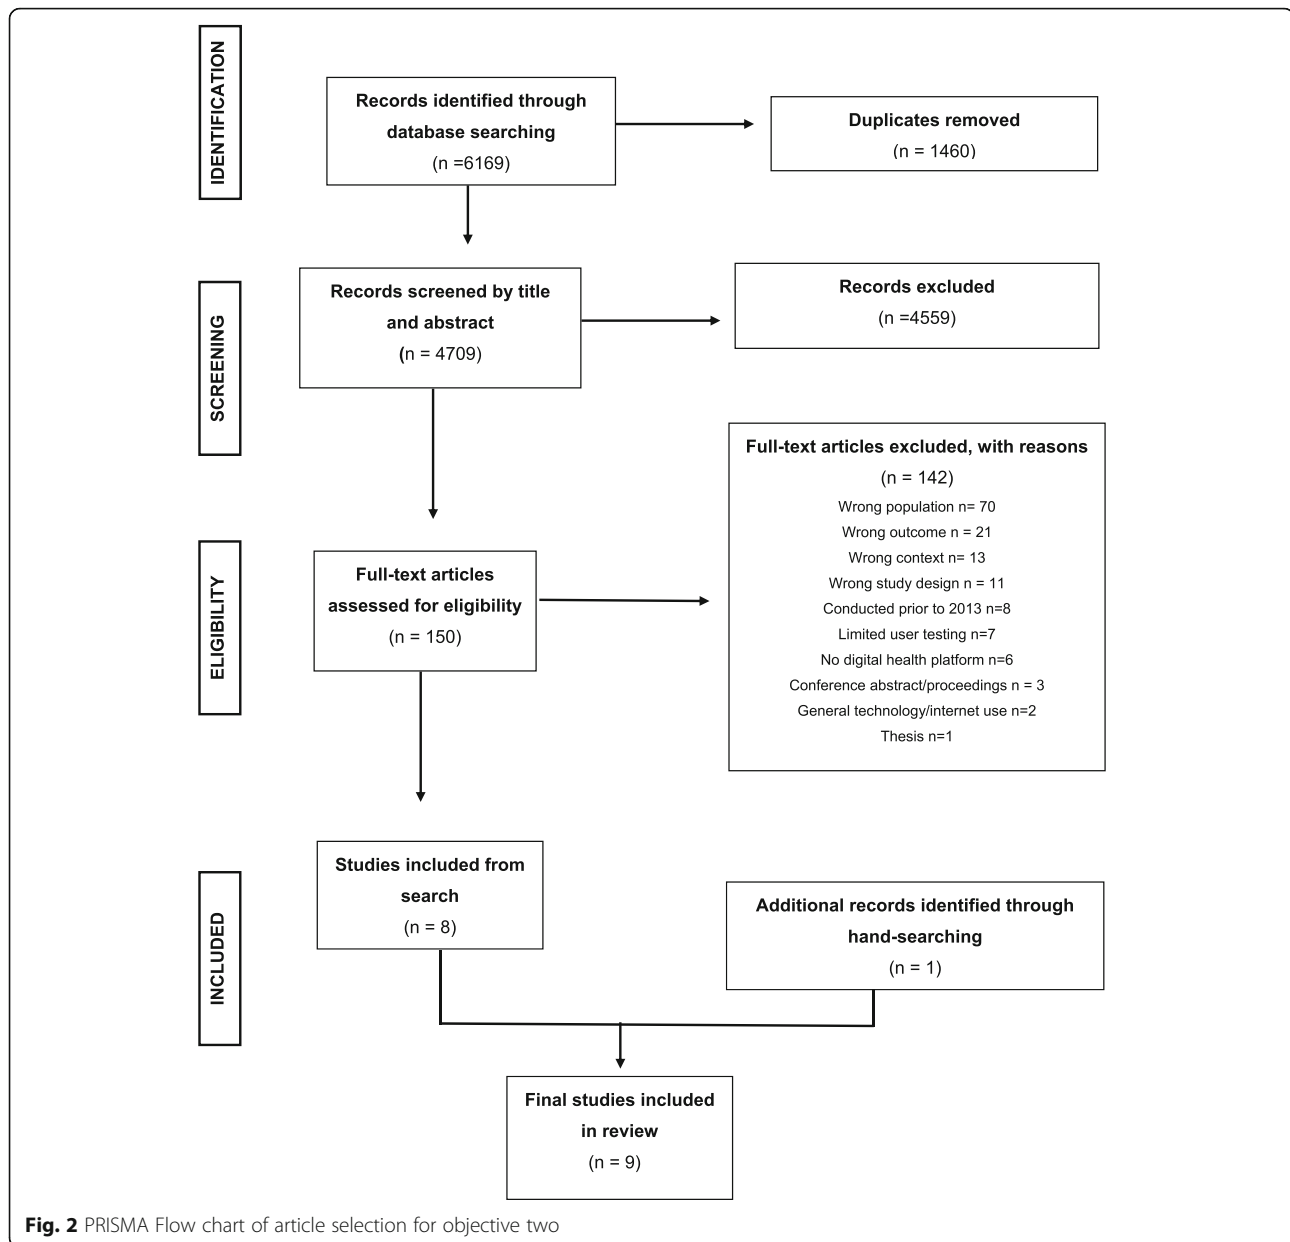 IDENTIFICATION
Records identified through
database searching
(n =6169)
Duplicates removed
(n = 1460)
SCREENING
Records screened by title
and abstract
(n = 4709)
Records excluded
(n =4559)
ELIGIBILITY
Full-text articles
assessed for eligibility
(n = 150)
Full-text articles excluded, with reasons
(n = 142)
Wrong population n= 70
Wrong outcome n = 21
Wrong context n= 13
Wrong study design n = 11
Conducted prior to 2013 n=8
Limited user testing n=7
No digital health platform n=6
Conference abstract/proceedings n = 3
General technology/internet use n=2
Thesis n=1
INCLUDED
Studies included from
search
(n = 8)
Additional records identified through
hand-searching
(n = 1)
Final studies included
in review
(n = 9)
Fig. 2 PRISMA Flow chart of article selection for objective two